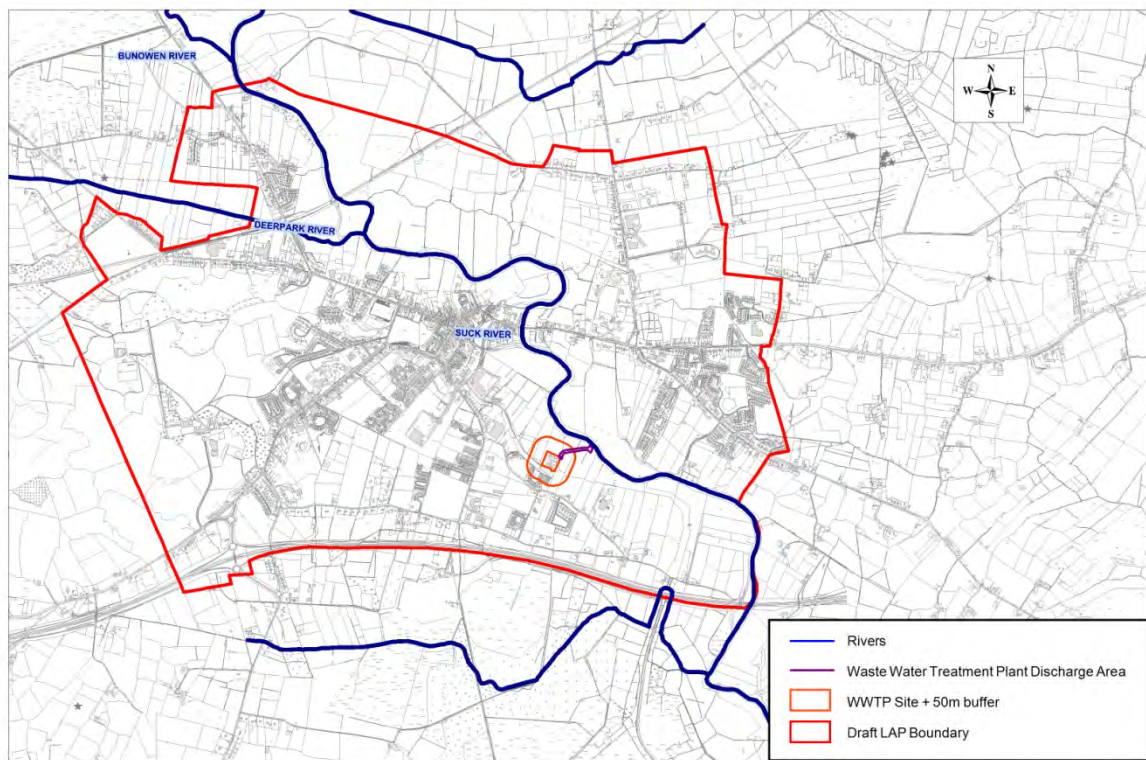 BUNOWEN RIVER
N
W E
S
DEERPARK RIVER
SUCK RIVER
Rivers
Waste Water Treatment Plant Discharge Area
WWTP Site + 50m buffer
Draft LAP Boundary